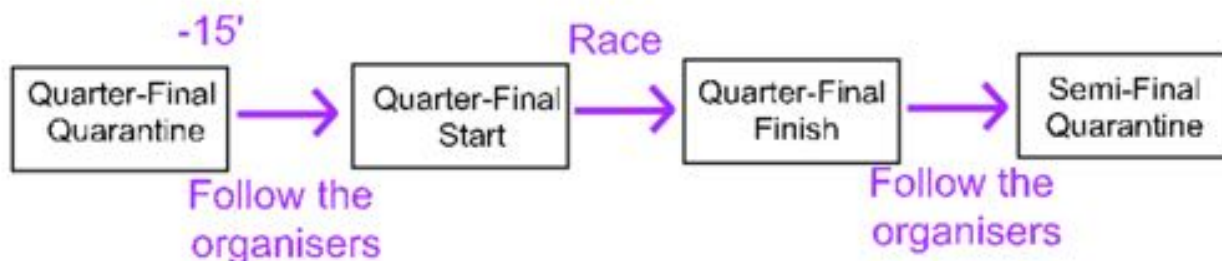 -15'
Race
Quarter-Final
Quarantine
Quarter-Final
Start
Quarter-Final
Finish
Semi-Final
Quarantine
Follow the
organisers
Follow the
organisers